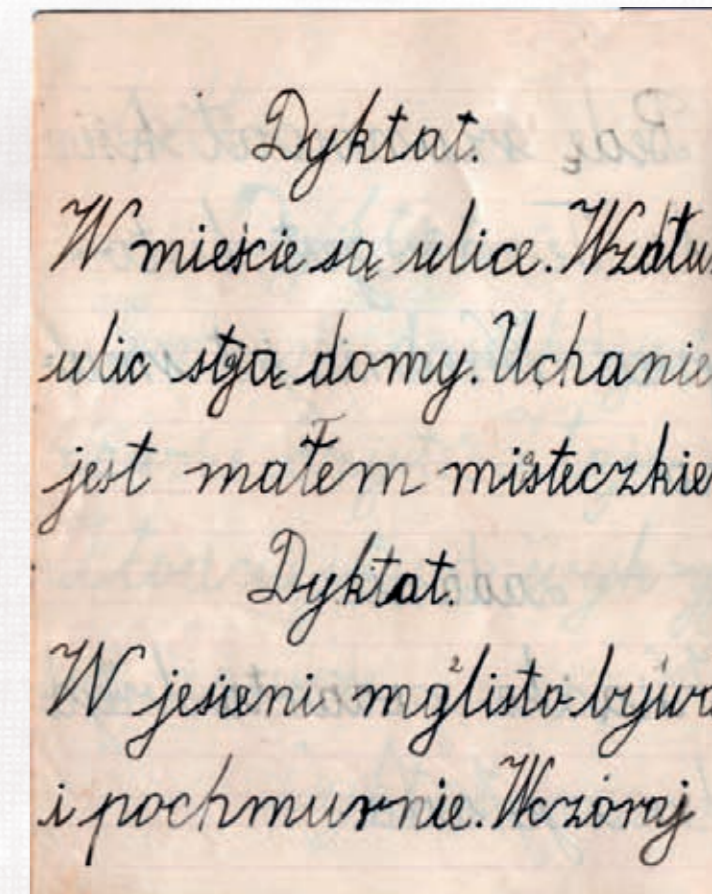 Dyktat.
W mieście są ulice. Wzdłu
ulic stoją domy. Uchanie
jest małem misteczkie
Dyktat.
W jesieni mglisto bywa
i pochmurnie. Wczoraj